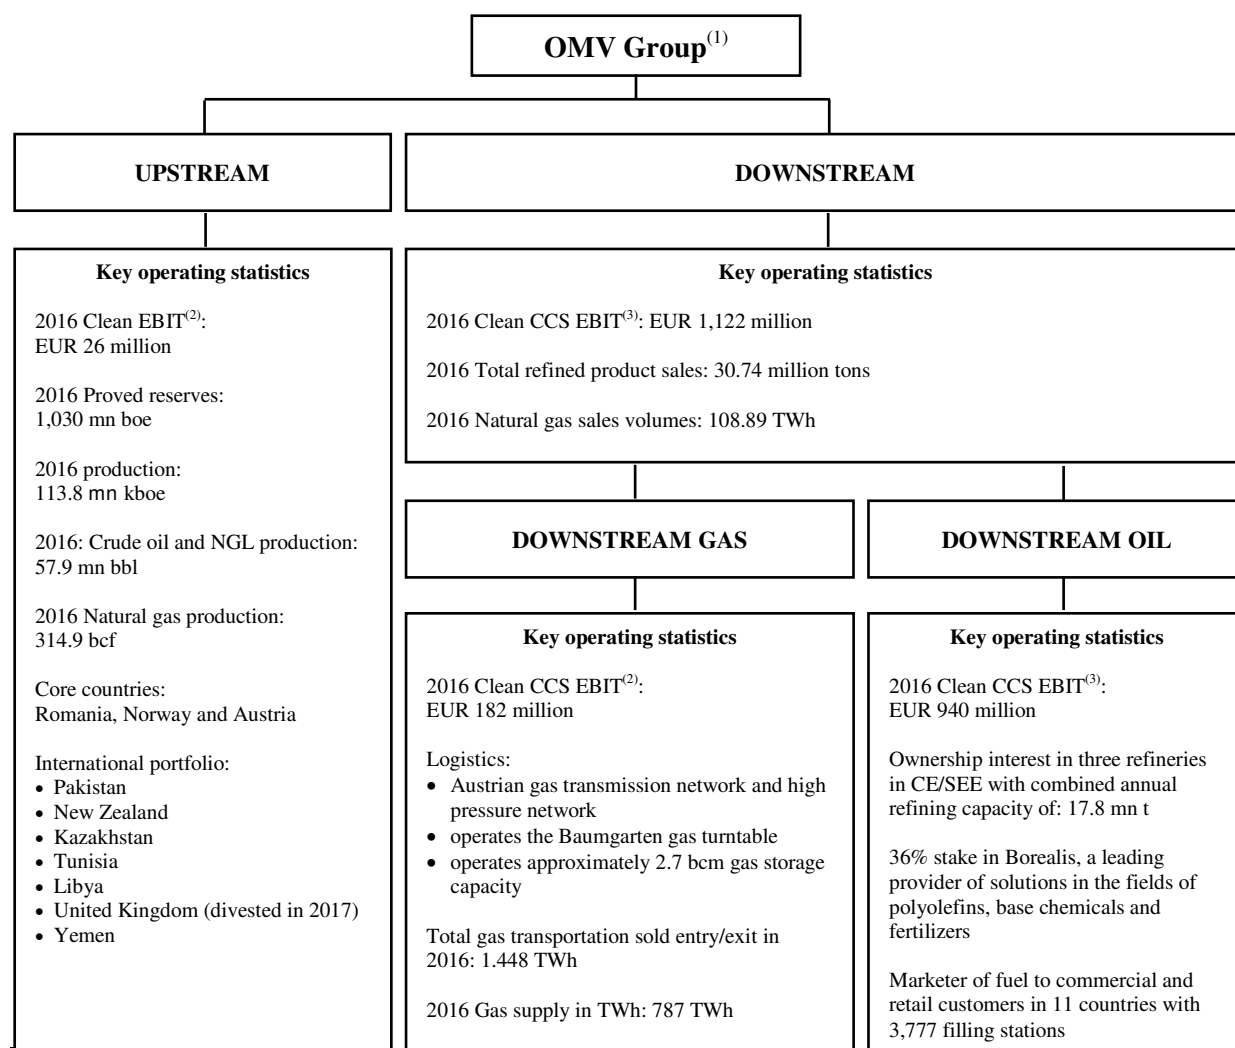 OMV Group(1)
UPSTREAM
DOWNSTREAM
Key operating statistics
2016 Clean EBIT(2):
EUR 26 million
2016 Proved reserves:
1,030 mn boe
2016 production:
113.8 mn kboe
2016: Crude oil and NGL production:
57.9 mn bbl
2016 Natural gas production:
314.9 bcf
Core countries:
Romania, Norway and Austria
International portfolio:
• Pakistan
• New Zealand
• Kazakhstan
• Tunisia
• Libya
• United Kingdom (divested in 2017)
• Yemen
Key operating statistics
2016 Clean CCS EBIT(3): EUR 1,122 million
2016 Total refined product sales: 30.74 million tons
2016 Natural gas sales volumes: 108.89 TWh
DOWNSTREAM GAS
Key operating statistics
2016 Clean CCS EBIT(2):
EUR 182 million
Logistics:
• Austrian gas transmission network and high
pressure network
• operates the Baumgarten gas turntable
• operates approximately 2.7 bcm gas storage
capacity
Total gas transportation sold entry/exit in
2016: 1.448 TWh
2016 Gas supply in TWh: 787 TWh
DOWNSTREAM OIL
Key operating statistics
2016 Clean CCS EBIT(3):
EUR 940 million
Ownership interest in three refineries
in CE/SEE with combined annual
refining capacity of: 17.8 mn t
36% stake in Borealis, a leading
provider of solutions in the fields of
polyolefins, base chemicals and
fertilizers
Marketer of fuel to commercial and
retail customers in 11 countries with
3,777 filling stations